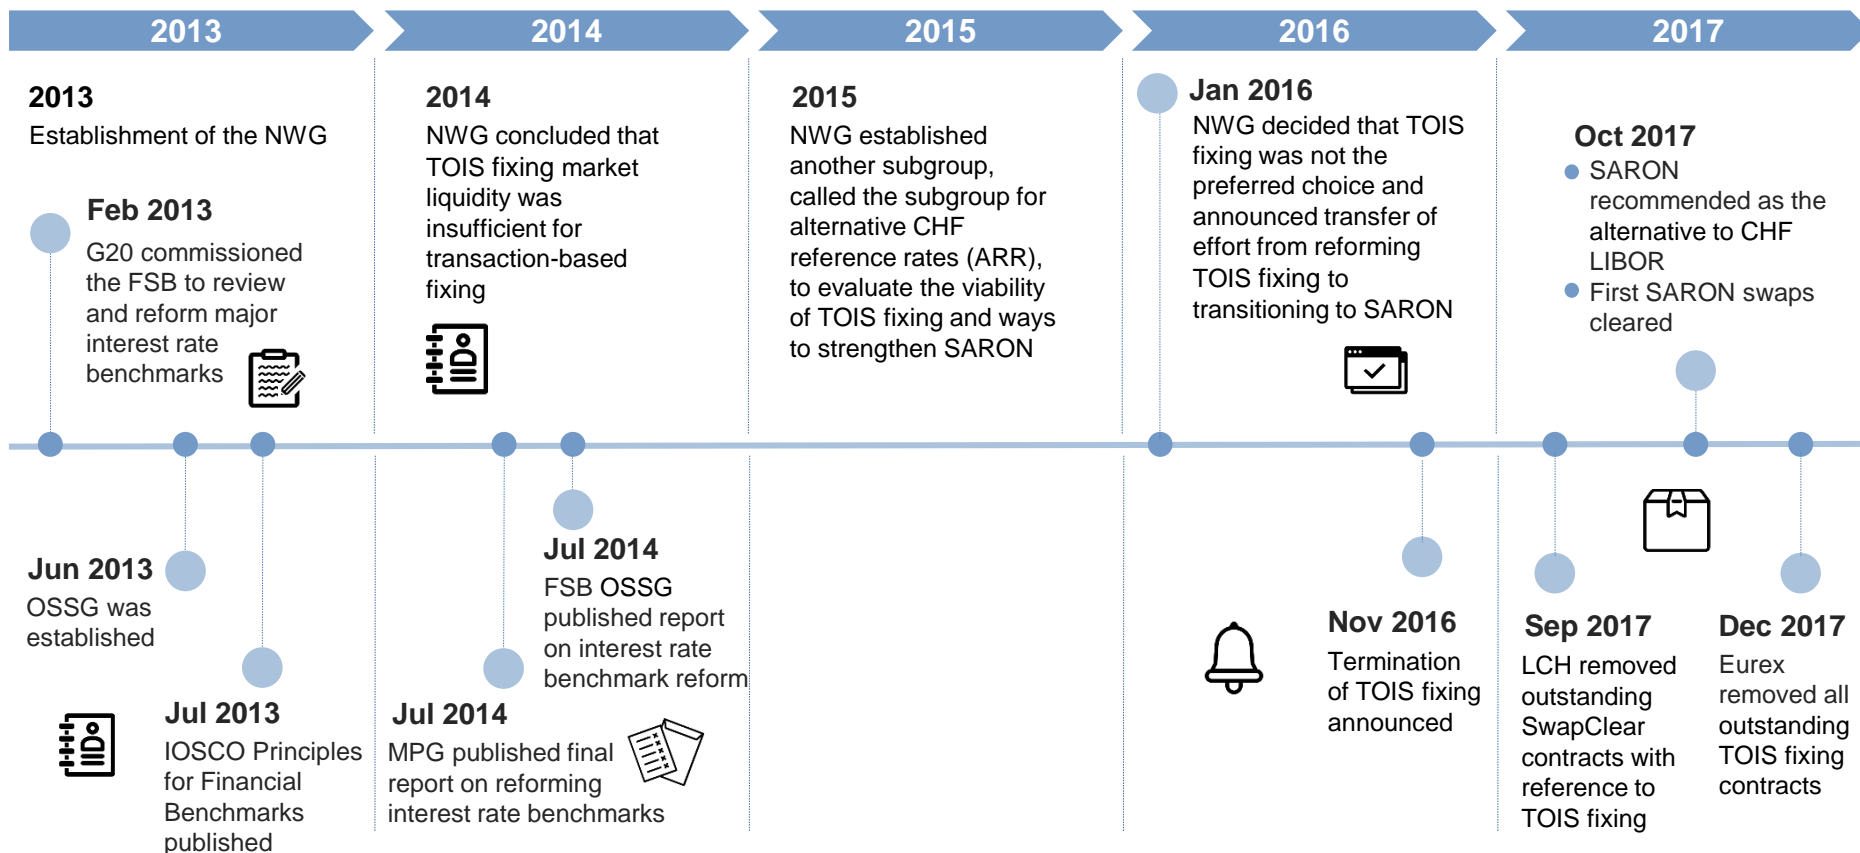 2013
2014
2015
2016
2017
2013
Establishment of the NWG
Feb 2013
G20 commissioned
the FSB to review
and reform major
interest rate
benchmarks
Jun 2013
OSSG was
established
Jul 2013
IOSCO Principles
for Financial
Benchmarks
published
2014
NWG concluded that
TOIS fixing market
liquidity was
insufficient for
transaction-based
fixing
Jul 2014
FSB OSSG
published report
on interest rate
benchmark reform
Jul 2014
MPG published final
report on reforming
interest rate benchmarks
2015
NWG established
another subgroup,
called the subgroup for
alternative CHF
reference rates (ARR),
to evaluate the viability
of TOIS fixing and ways
to strengthen SARON
Jan 2016
NWG decided that TOIS
fixing was not the
preferred choice and
announced transfer of
effort from reforming
TOIS fixing to
transitioning to SARON
Nov 2016
Termination
of TOIS fixing
announced
Oct 2017
SARON
recommended as the
alternative to CHF
LIBOR
First SARON swaps
cleared
Sep 2017
LCH removed
outstanding
SwapClear
contracts with
reference to
TOIS fixing
Dec 2017
Eurex
removed all
outstanding
TOIS fixing
contracts